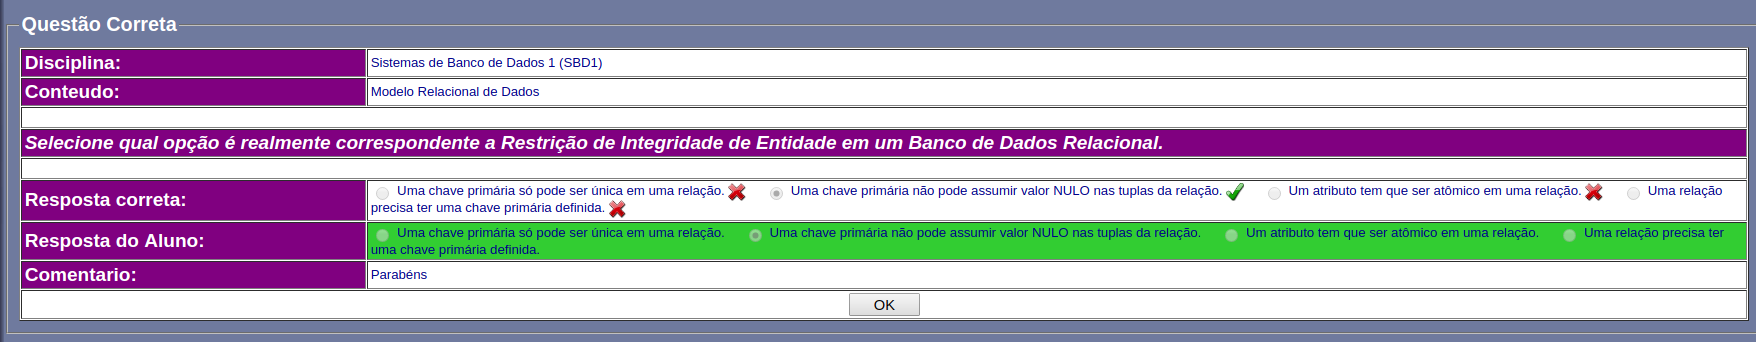 Questão Correta
Disciplina: Sistemas de Banco de Dados 1 (SBD1)
Conteudo: Modelo Relacional de Dados
Selecione qual opção é realmente correspondente a Restrição de Integridade de Entidade em um Banco de Dados Relacional.
Resposta correta: Uma chave primária só pode ser única em uma relação. Uma chave primária não pode assumir valor NULO nas tuplas da relação. Um atributo tem que ser atômico em uma relação. Uma relação
precisa ter uma chave primária definida.
Resposta do Aluno: Uma chave primária só pode ser única em uma relação. Uma chave primária não pode assumir valor NULO nas tuplas da relação. Um atributo tem que ser atômico em uma relação. Uma relação precisa ter
uma chave primária definida.
Comentario: Parabéns
OK